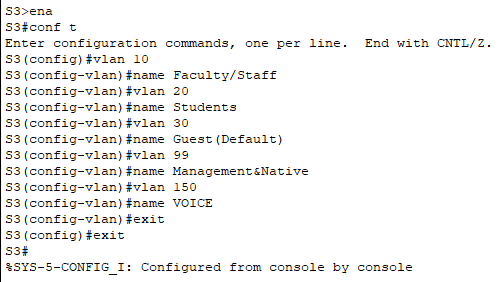 S3>ena
S3#conf t
Enter configuration commands, one per line.  End with CNTL/Z.
S3(config)#vlan 10
S3(config-vlan)#name Faculty/Staff
S3(config-vlan)#vlan 20
S3(config-vlan)#name Students
S3(config-vlan)#vlan 30
S3(config-vlan)#name Guest(Default)
S3(config-vlan)#vlan 99
S3(config-vlan)#name Management&Native
S3(config-vlan)#vlan 150
S3(config-vlan)#name VOICE
S3(config-vlan)#exit
S3(config)#exit
S3#
%SYS-5-CONFIG_I: Configured from console by console